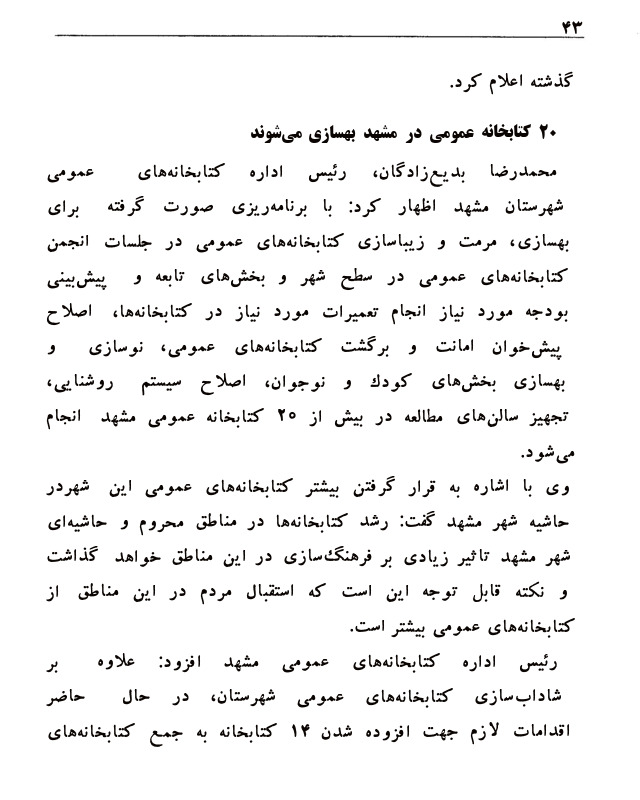 ۴۳
گذشته اعلام کرد.
۲۰ کتابخانه عمومی در مشهد بهسازی می‌شوند
محمدرضا بدیع‌زادگان، رئیس اداره کتابخانه‌های عمومی
شهرستان مشهد اظهار کرد: با برنامه‌ریزی صورت گرفته برای
بهسازی، مرمت و زیباسازی کتابخانه‌های عمومی در جلسات انجمن
کتابخانه‌های عمومی در سطح شهر و بخش‌های تابعه و پیش‌بینی
بودجه مورد نیاز انجام تعمیرات مورد نیاز در کتابخانه‌ها، اصلاح
پیش‌خوان امانت و برگشت کتابخانه‌های عمومی، نوسازی و
بهسازی بخش‌های کودك و نوجوان، اصلاح سیستم روشنایی،
تجهیز سالن‌های مطالعه در بیش از ۲۵ کتابخانه عمومی مشهد انجام
می‌شود.
وی با اشاره به قرار گرفتن بیشتر کتابخانه‌های عمومی این شهردر
حاشیه شهر مشهد گفت: رشد کتابخانه‌ها در مناطق محروم و حاشیه‌ای
شهر مشهد تاثیر زیادی بر فرهنگ‌سازی در این مناطق خواهد گذاشت
و نکته قابل توجه این است که استقبال مردم در این مناطق از
کتابخانه‌های عمومی بیشتر است.
رئیس اداره کتابخانه‌های عمومی مشهد افزود: علاوه بر
شاداب‌سازی کتابخانه‌های عمومی شهرستان، در حال حاضر
اقدامات لازم جهت افزوده شدن ۱۴ کتابخانه به جمع کتابخانه‌های